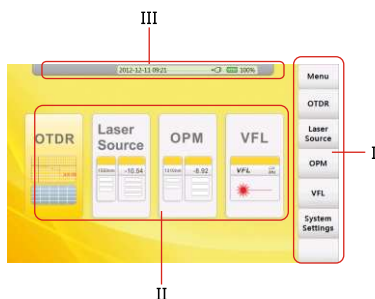 III
2012-12-11 09:21
100%
Menu
OTDR
Laser
Source
OPM
VFL
System
Settings
I
OTDR
Laser
Source
OPM
VFL
1550nm
-10.54
1310nm
-8.92
VFL
II